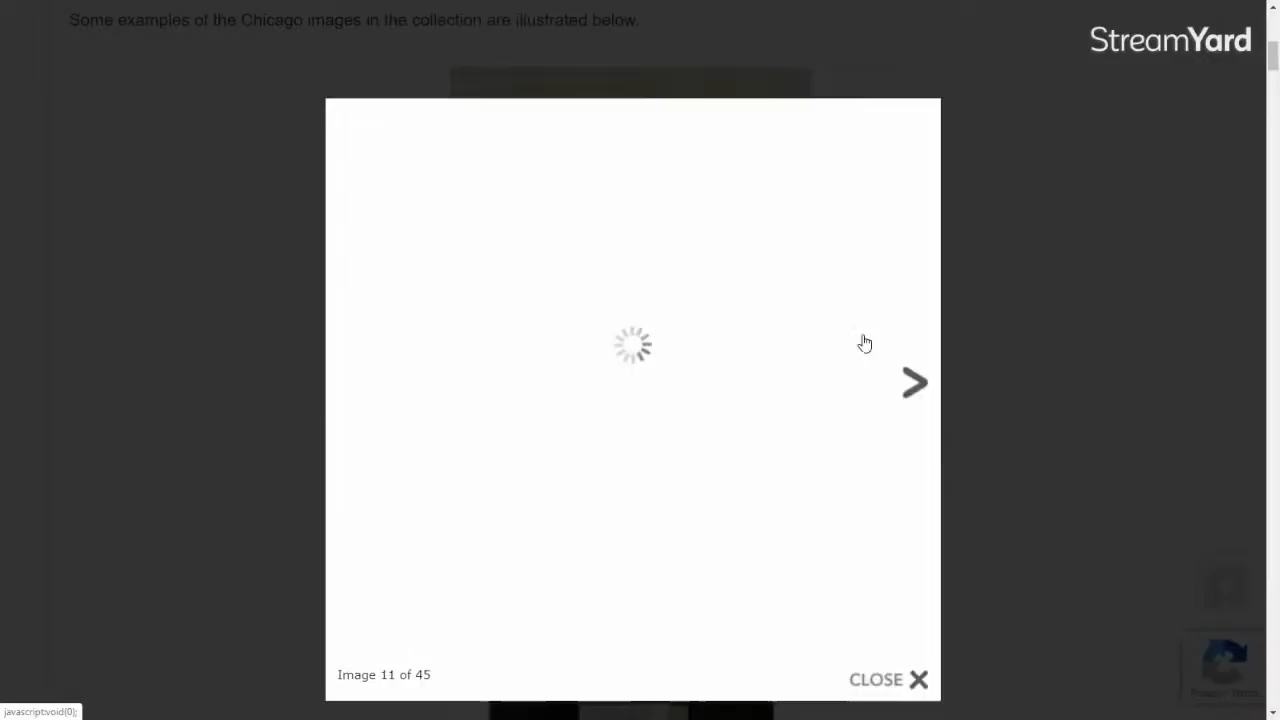 Some examples of the Chicago images in the collection are illustrated below.
StreamYard
>
Image 11 of 45
CLOSE X
javascript:void(0);